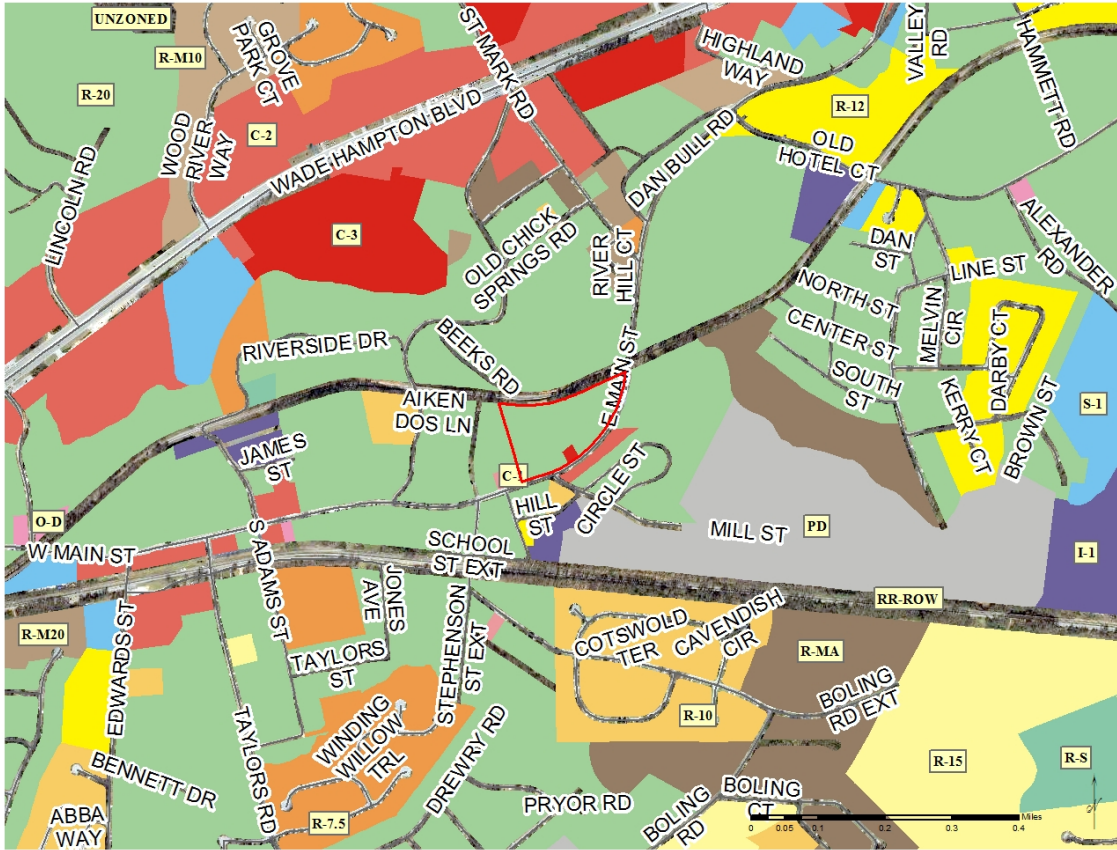 UNZONED
R-M10
R-20
GROVE
PARK CT
ST MARK RD
HIGHLAND
WAY
VALLEY
RD
HAMMETT RD
C-2
WADE HAMPTON BLVD
R-12
WOOD
RIVER
WAY
LINCOLN RD
DAN BULL RD
OLD
HOTEL CT
C-3
OLD CHICK
SPRINGS RD
RIVER
HILL CT
DAN
ST
ALEXANDER
RD
LINE ST
NORTH ST
CENTER ST
SOUTH
ST
MELVIN
CIR
DARBY CT
KERRY CT
BROWN ST
S-1
RIVERSIDE DR
BEEKS RD
AIKEN
DOS LN
E MAIN ST
JAMES
ST
C-1
HILL
ST
CIRCLE ST
MILL ST
PD
O-D
W MAIN ST
S ADAMS ST
SCHOOL
ST EXT
I-1
RR-ROW
R-M20
EDWARDS ST
JONES
AVE
STEPHENSON
ST EXT
COTSWOLD
TER
CAVENDISH
CIR
R-MA
TAYLORS
ST
R-10
BOLING
RD EXT
TAYLORS RD
WINDING
WILLOW
TRL
DREWRY RD
R-15
R-S
BENNETT DR
ABBA
WAY
R-7.5
PRYOR RD
BOLING
RD
BOLING
CT
Miles
0 0.05 0.1 0.2 0.3 0.4